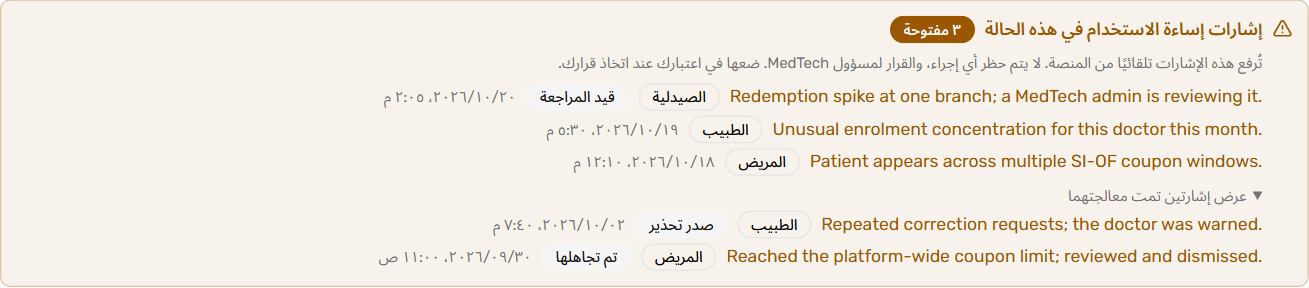 إشارات إساءة الاستخدام في هذه الحالة ٣ مفتوحة
تُرفع هذه الإشارات تلقائيًا من المنصة. لا يتم حظر أي إجراء، والقرار لمسؤول MedTech. ضعها في اعتبارك عند اتخاذ قرارك.
Redemption spike at one branch; a MedTech admin is reviewing it. الصيدلية قيد المراجعة ٢٠‏/١٠‏/٢٠٢٦، ٢:٠٥ م
Unusual enrolment concentration for this doctor this month. الطبيب ١٩‏/١٠‏/٢٠٢٦، ٥:٣٠ م
Patient appears across multiple SI-OF coupon windows. المريض ١٨‏/١٠‏/٢٠٢٦، ١٢:١٠ م
▼ عرض إشارتين تمت معالجتهما
Repeated correction requests; the doctor was warned. الطبيب صدر تحذير ٠٢‏/١٠‏/٢٠٢٦، ٧:٤٠ م
Reached the platform-wide coupon limit; reviewed and dismissed. المريض تم تجاهلها ٣٠‏/٠٩‏/٢٠٢٦، ١١:٠٠ ص